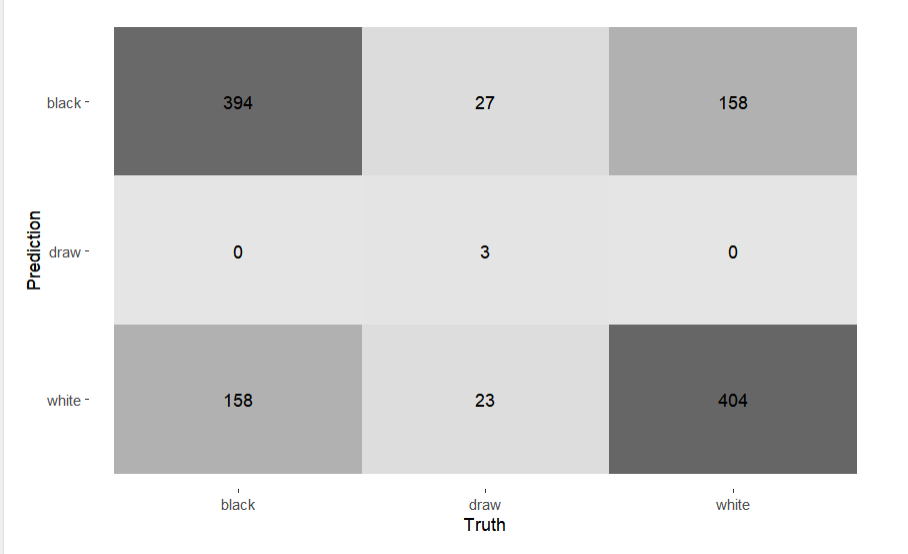 black
394
27
158
Prediction
draw
0
3
0
white
158
23
404
black
draw
white
Truth